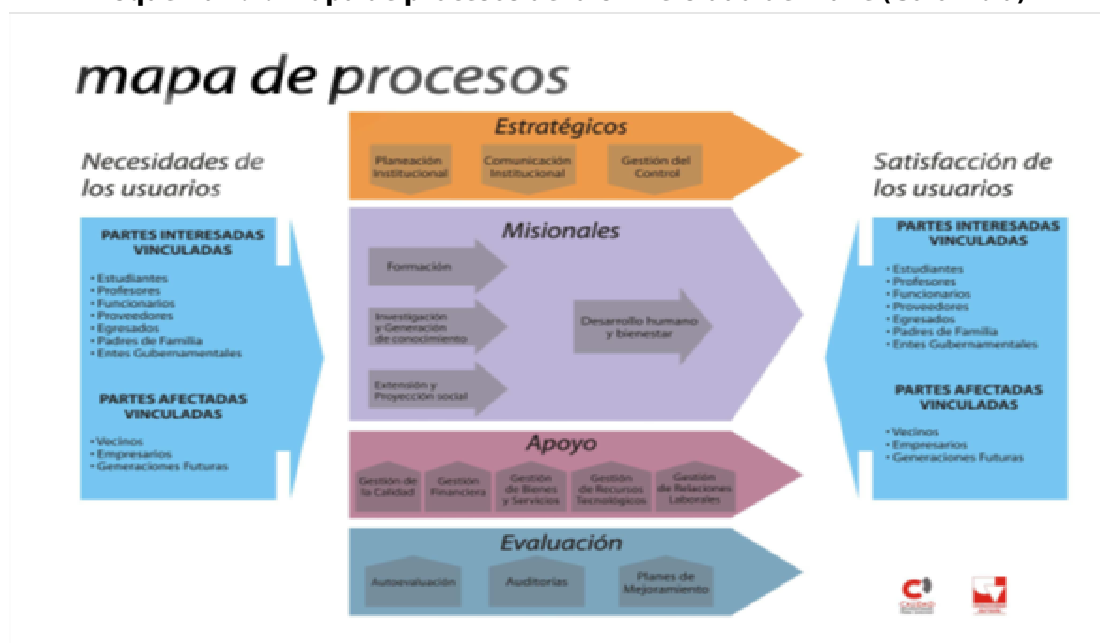 mapa de procesos
Necesidades de
los usuarios
PARTES INTERESADAS
VINCULADAS
• Estudiantes
• Profesores
• Funcionarios
• Proveedores
• Egresados
• Padres de Familia
• Entes Gubernamentales
PARTES AFECTADAS
VINCULADAS
• Vecinos
• Empresarios
• Generaciones Futuras
Estratégicos
Planeación
Institucional
Comunicación
Institucional
Gestión del
Control
Misionales
Formación
Investigación
y Generación
de conocimiento
Extensión y
Proyección social
Desarrollo humano
y bienestar
Apoyo
Gestión de
la Calidad
Gestión
Financiera
Gestión
de Bienes
y Servicios
Gestión
de Recursos
Tecnológicos
Gestión
de Relaciones
Laborales
Evaluación
Autoevaluación
Auditorías
Planes de
Mejoramiento
Satisfacción de
los usuarios
PARTES INTERESADAS
VINCULADAS
• Estudiantes
• Profesores
• Funcionarios
• Proveedores
• Egresados
• Padres de Familia
• Entes Gubernamentales
PARTES AFECTADAS
VINCULADAS
• Vecinos
• Empresarios
• Generaciones Futuras
CALIDAD